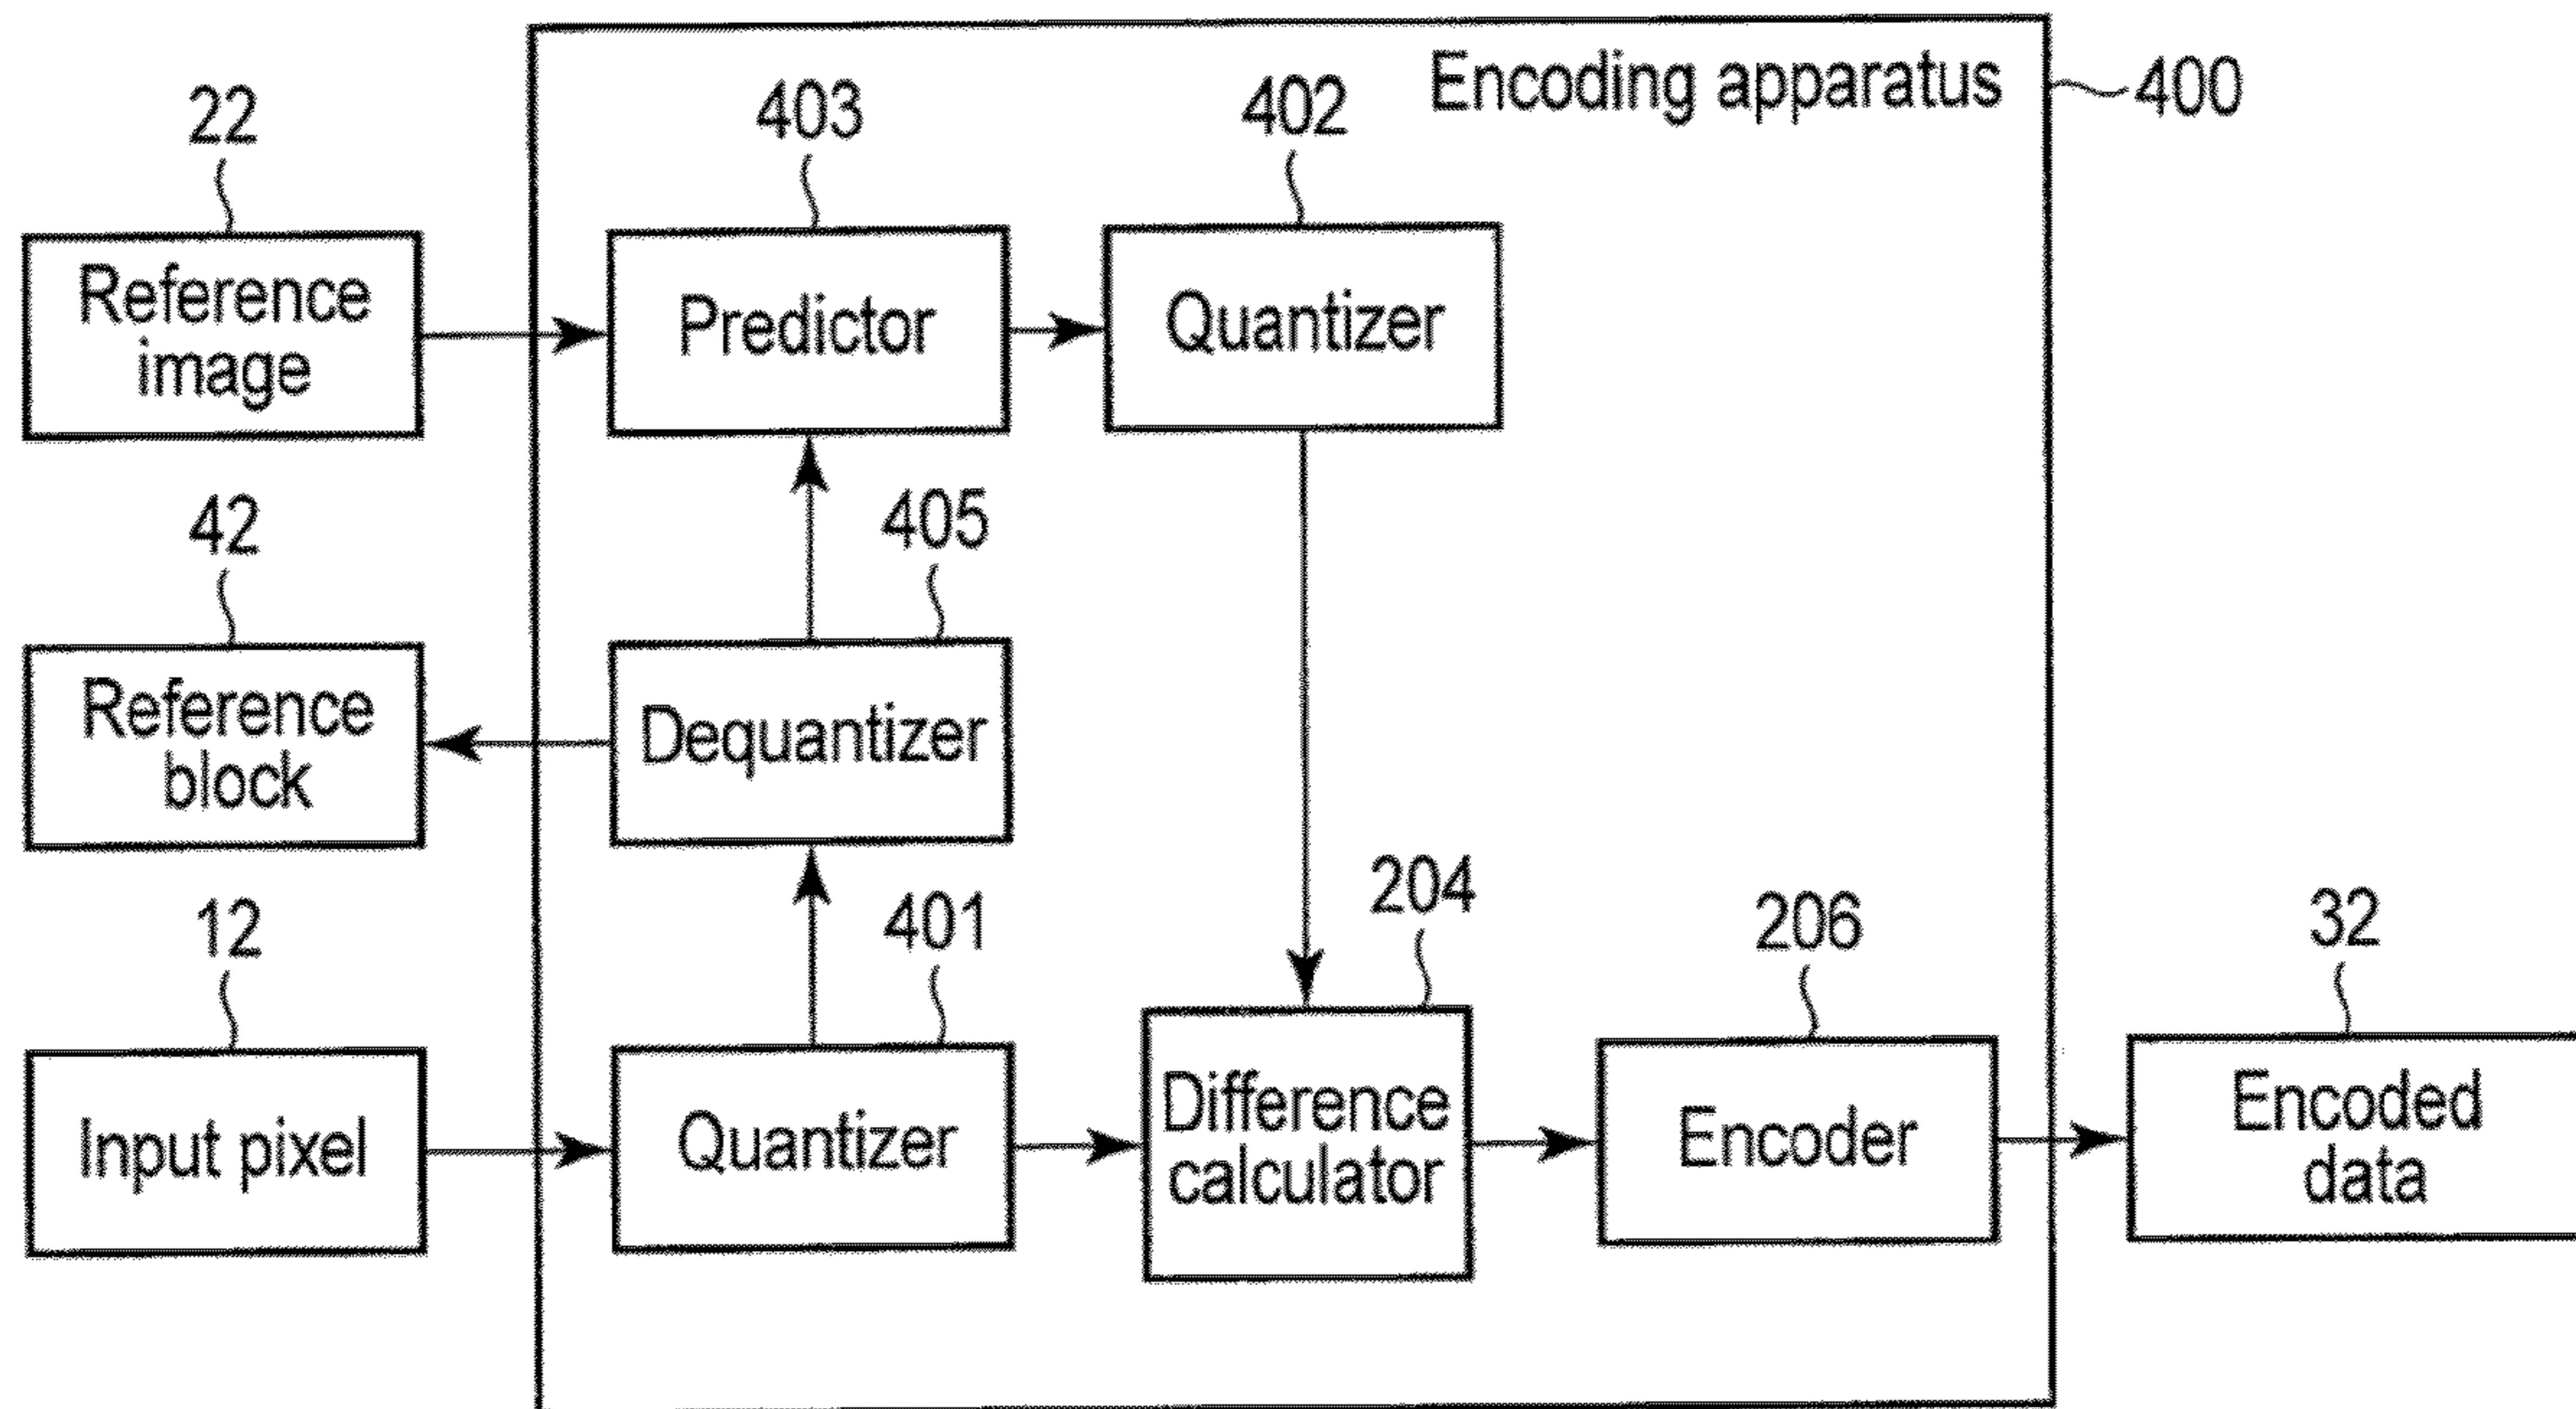 Encoding apparatus
400
22
403
402
Reference
image
Predictor
Quantizer
42
405
Reference
block
Dequantizer
12
401
204
206
32
Input pixel
Quantizer
Difference
calculator
Encoder
Encoded
data